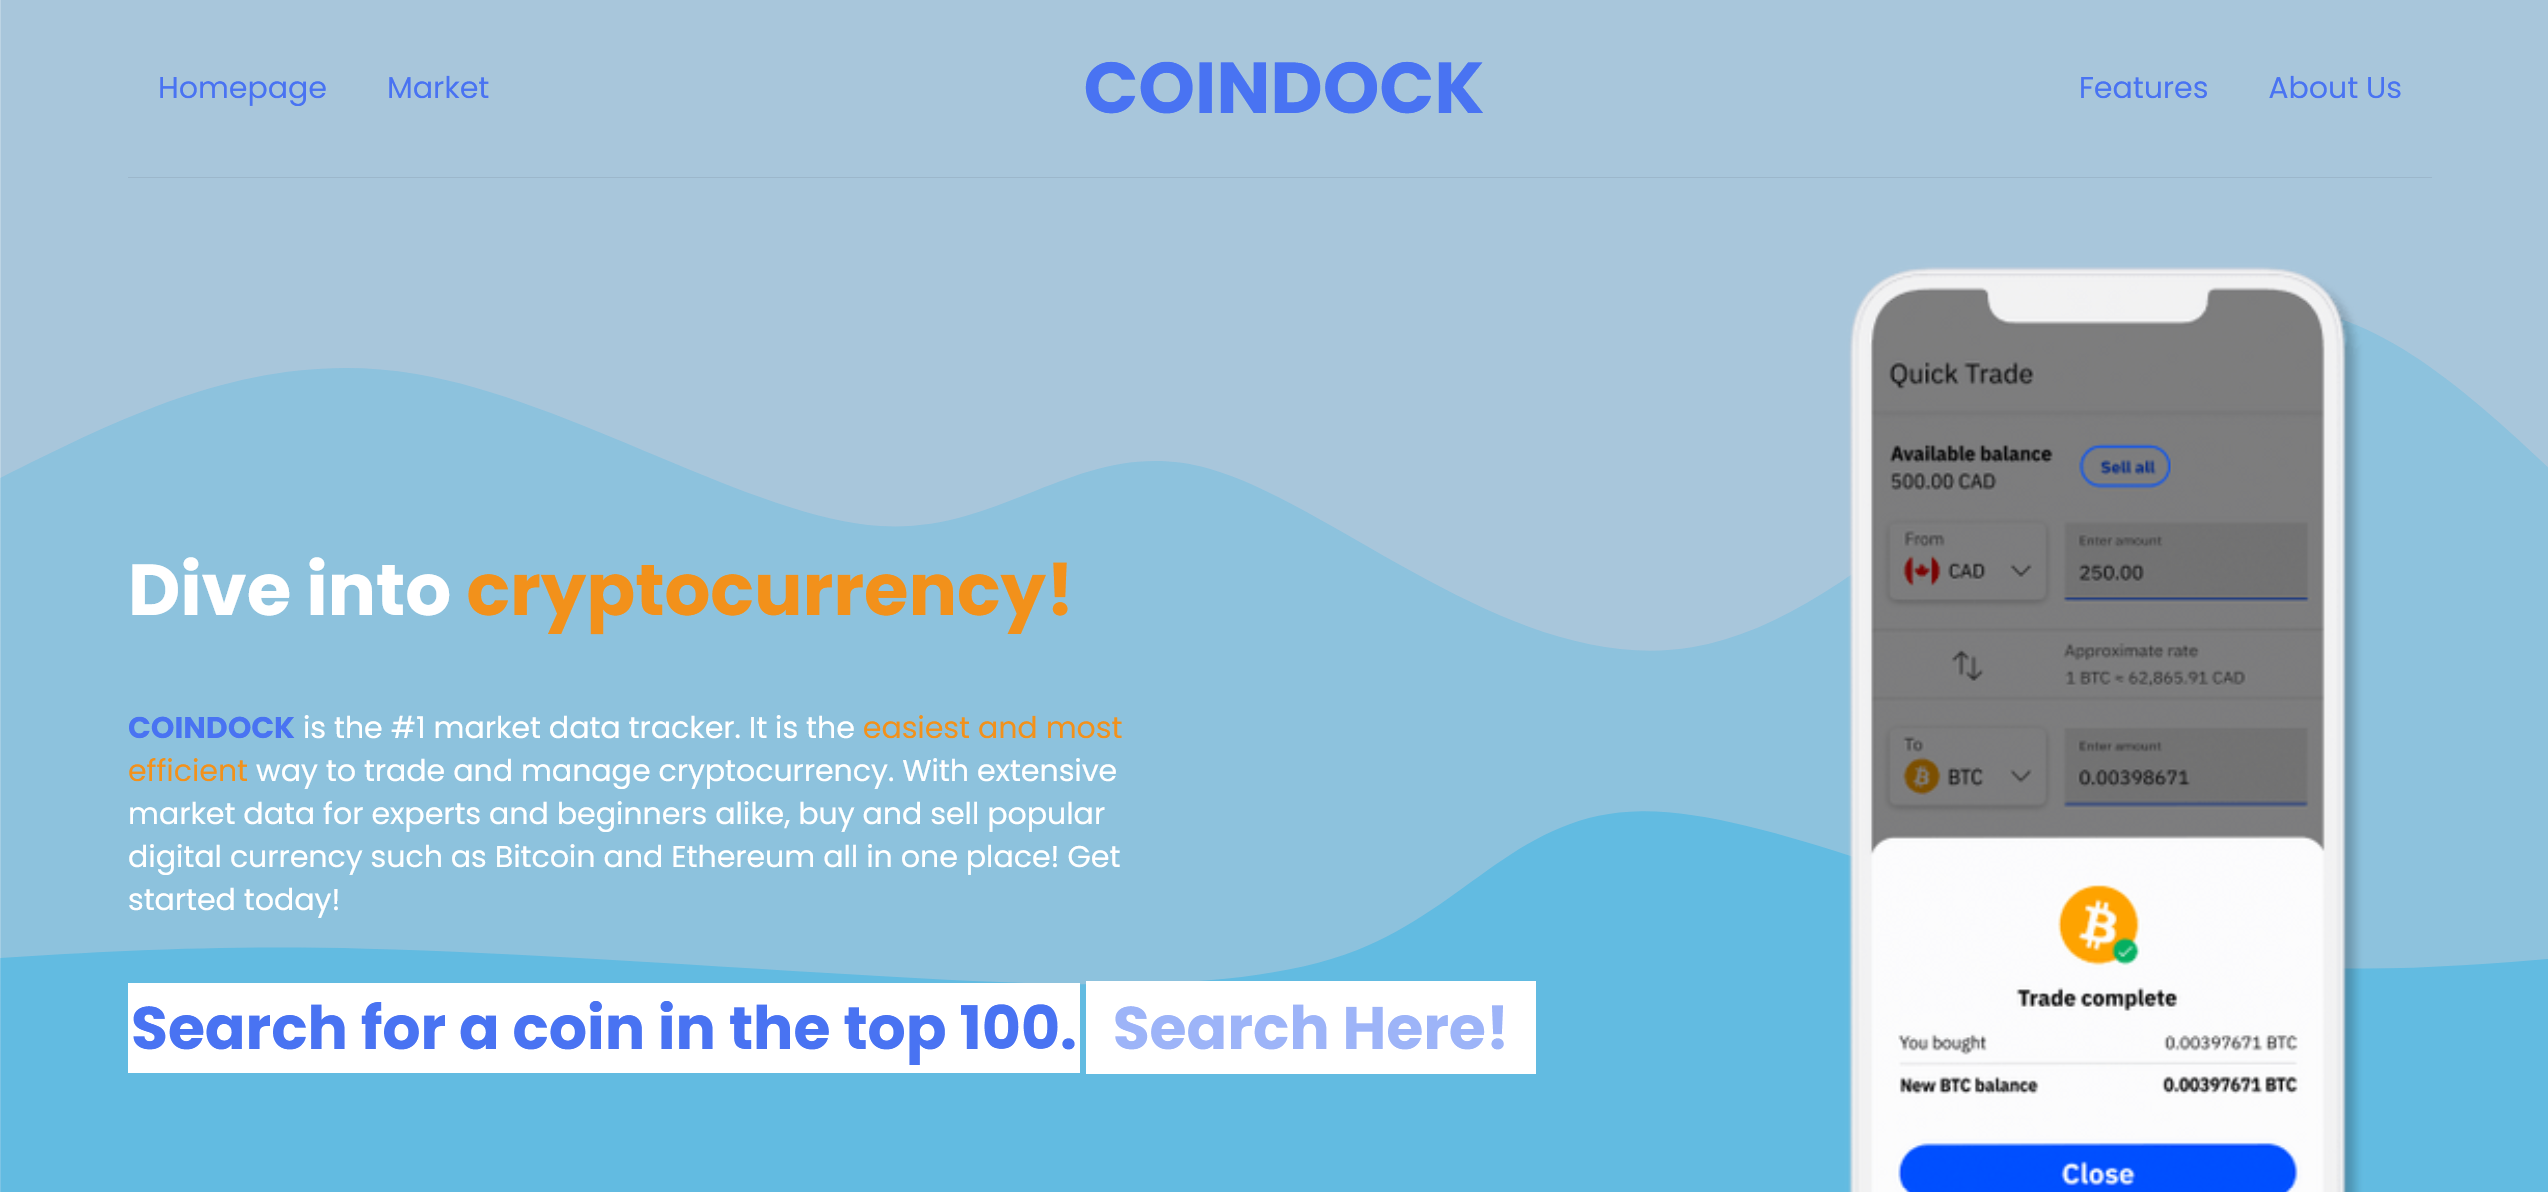 Homepage Market COINDOCK Features About Us
Dive into cryptocurrency!
COINDOCK is the #1 market data tracker. It is the easiest and most
efficient way to trade and manage cryptocurrency. With extensive
market data for experts and beginners alike, buy and sell popular
digital currency such as Bitcoin and Ethereum all in one place! Get
started today!
Search for a coin in the top 100. Search Here!
Quick Trade
Available balance
500.00 CAD
Sell all
From
CAD
Enter amount
250.00
Approximate rate
1 BTC ≈ 62,865.91 CAD
To
BTC
Enter amount
0.00398671
Trade complete
You bought 0.00397671 BTC
New BTC balance 0.00397671 BTC
Close